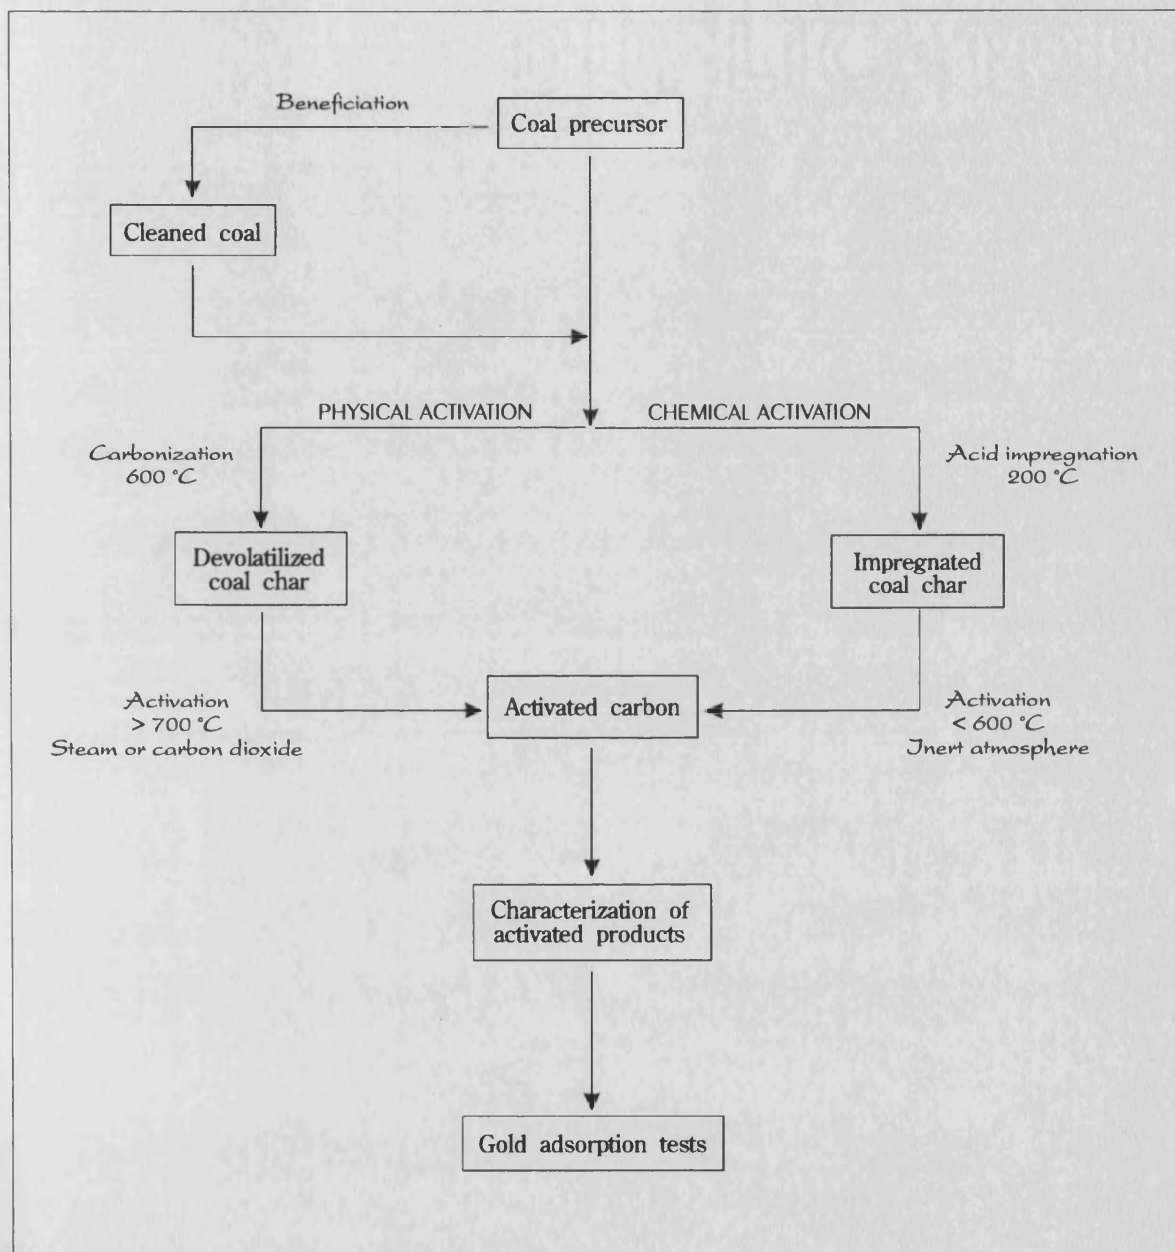 Beneficiation
Coal precursor
Cleaned coal
PHYSICAL ACTIVATION
CHEMICAL ACTIVATION
Carbonization
600 °C
Acid impregnation
200 °C
Devolatilized
coal char
Impregnated
coal char
Activation
> 700 °C
Steam or carbon dioxide
Activated carbon
Activation
< 600 °C
Inert atmosphere
Characterization of
activated products
Gold adsorption tests